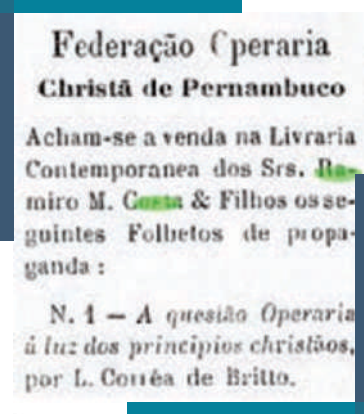 Federação Operaria
Christã de Pernambuco
Acham-se a venda na Livraria
Contemporanea dos Srs. Ra-
miro M. Costa & Filhos os se-
guintes Folhetos de propa-
ganda :
N. 1 — A questão Operaria
á luz dos principios christãos,
por L. Corrêa de Britto.